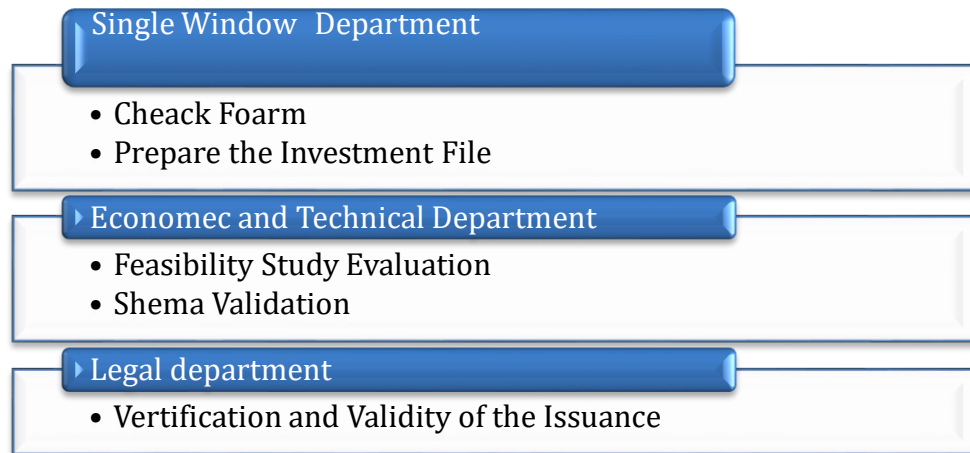 Single Window Department
• Cheack Foarm
• Prepare the Investment File
Economec and Technical Department
• Feasibility Study Evaluation
• Shema Validation
Legal department
• Vertification and Validity of the Issuance